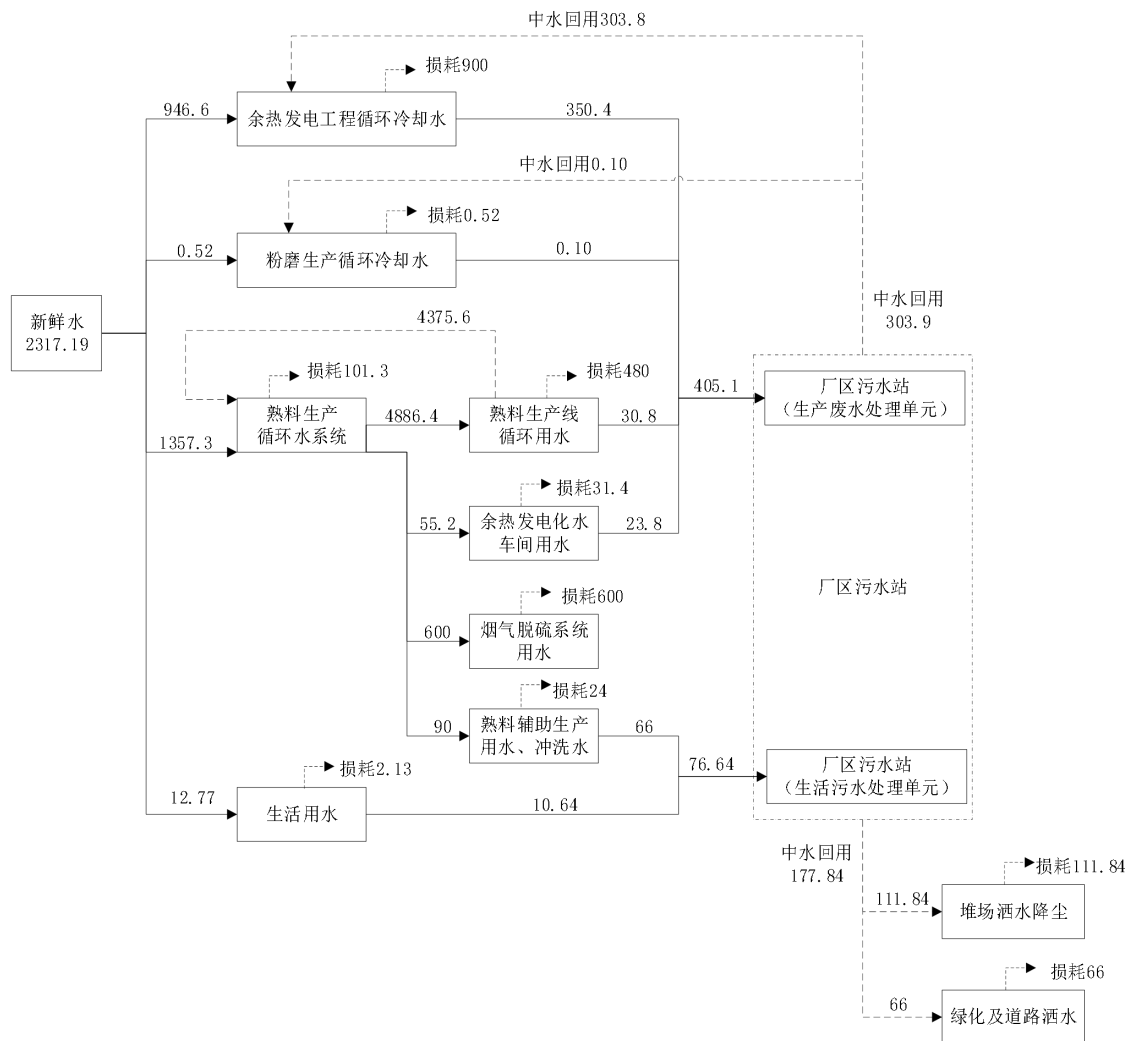 中水回用303.8
损耗900
946.6
余热发电工程循环冷却水
350.4
中水回用0.10
损耗0.52
0.52
粉磨生产循环冷却水
0.10
新鲜水
2317.19
中水回用
303.9
4375.6
损耗101.3
损耗480
熟料生产
循环水系统
4886.4
熟料生产线
循环用水
30.8
405.1
厂区污水站
（生产废水处理单元）
1357.3
损耗31.4
55.2
余热发电化水
车间用水
23.8
厂区污水站
损耗600
600
烟气脱硫系统
用水
损耗24
90
熟料辅助生产
用水、冲洗水
66
76.64
厂区污水站
（生活污水处理单元）
损耗2.13
12.77
生活用水
10.64
中水回用
177.84
损耗111.84
111.84
堆场洒水降尘
损耗66
66
绿化及道路洒水